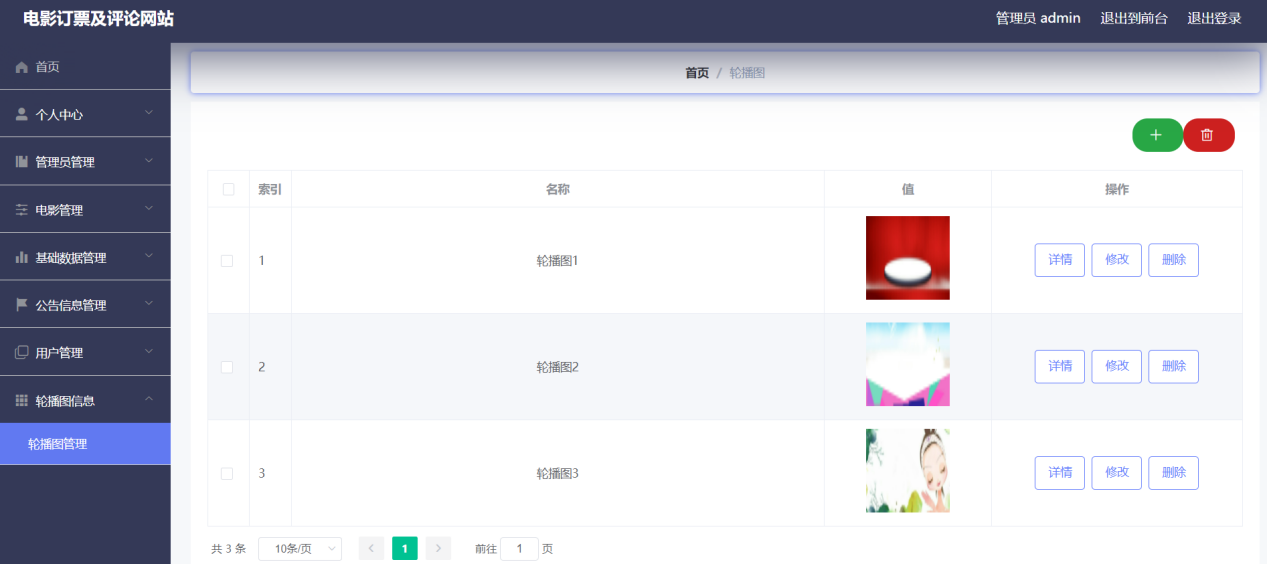 电影订票及评论网站
管理员 admin 退出到前台 退出登录
首页
个人中心
管理员管理
电影管理
基础数据管理
公告信息管理
用户管理
轮播图信息
轮播图管理
首页 / 轮播图
索引 名称 值 操作
1 轮播图1 详情 修改 删除
2 轮播图2 详情 修改 删除
3 轮播图3 详情 修改 删除
共 3 条 10条/页 1 前往 1 页